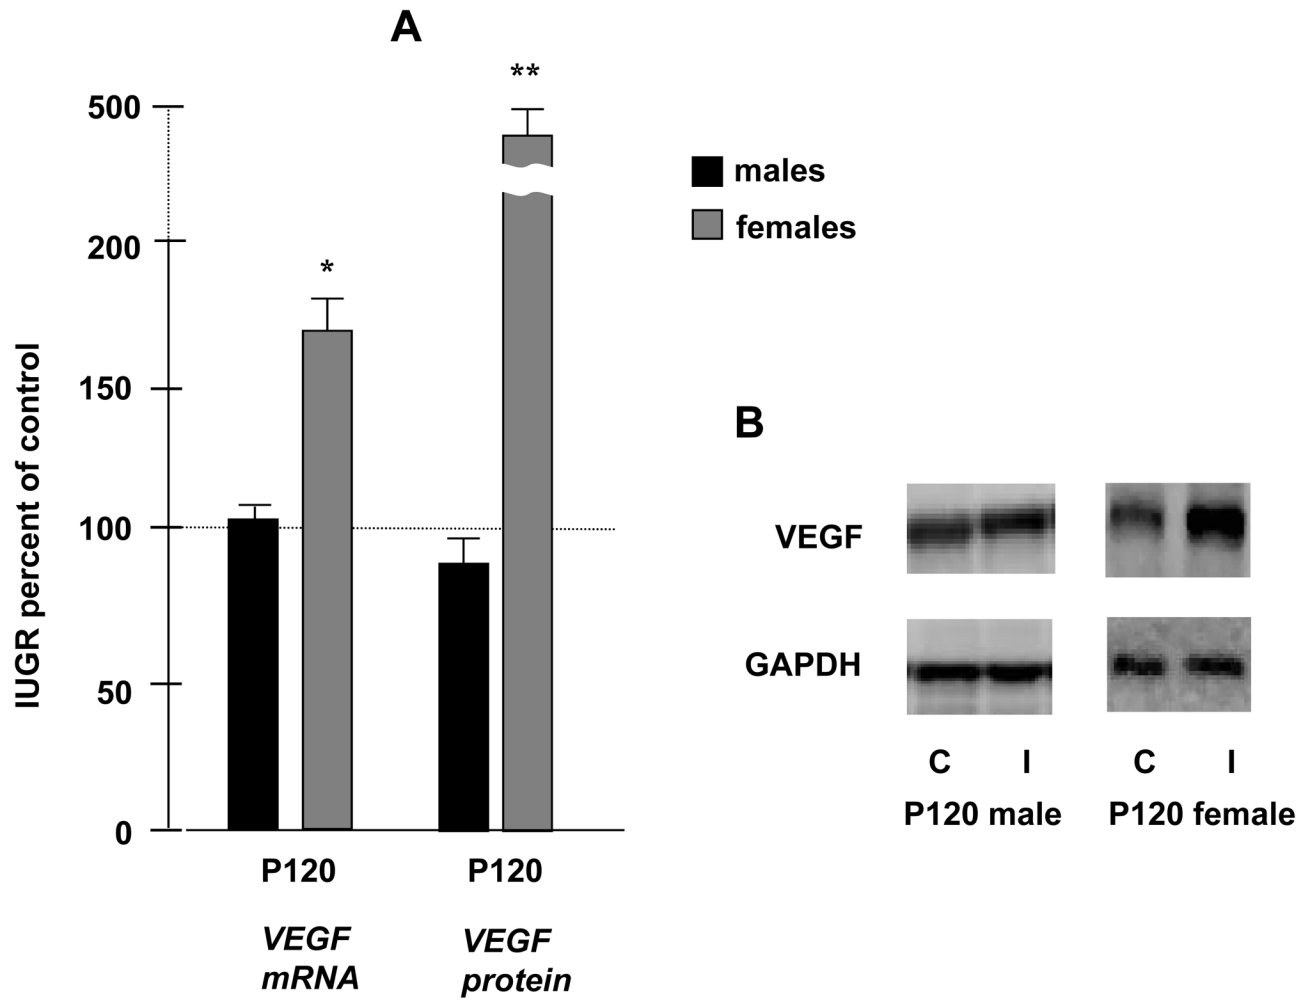 A
**
500
200
*
150
100
50
0
IUGR percent of control
P120
P120
VEGF
mRNA
VEGF
protein
males
females
B
VEGF
GAPDH
C I C I
P120 male P120 female